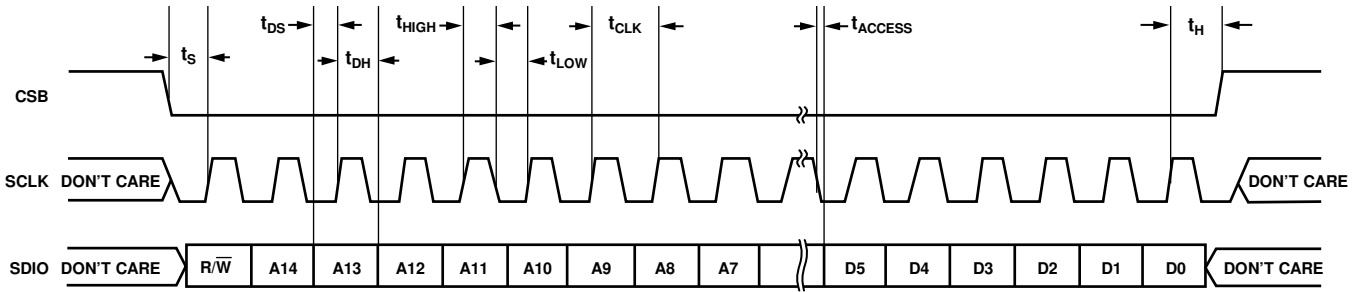 tDS tHIGH tCLK tACCESS tH
tS tDH tLOW
CSB
SCLK DON'T CARE DON'T CARE
SDIO DON'T CARE R/W̅ A14 A13 A12 A11 A10 A9 A8 A7 D5 D4 D3 D2 D1 D0 DON'T CARE